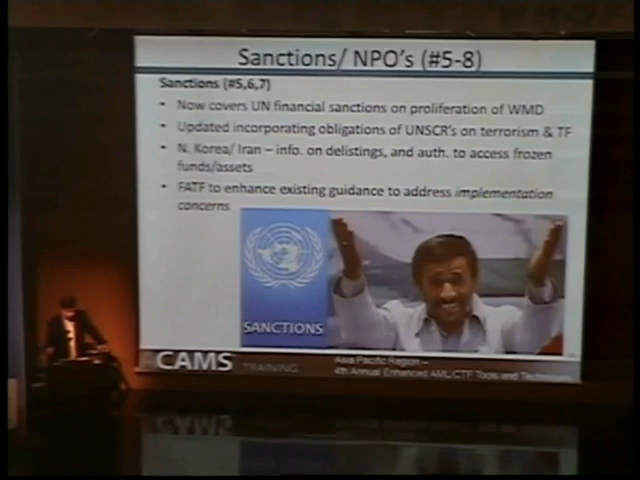 Sanctions/ NPO's (#5-8)
Sanctions (#5,6,7)
• Now covers UN financial sanctions on proliferation of WMD
• Updated incorporating obligations of UNSCR's on terrorism & TF
• N. Korea/ Iran – info. on delistings, and auth. to access frozen
funds/assets
• FATF to enhance existing guidance to address implementation
concerns
SANCTIONS
ACAMS TRAINING
Asia Pacific Region –
4th Annual Enhanced AML/CTF Tools and Techniques